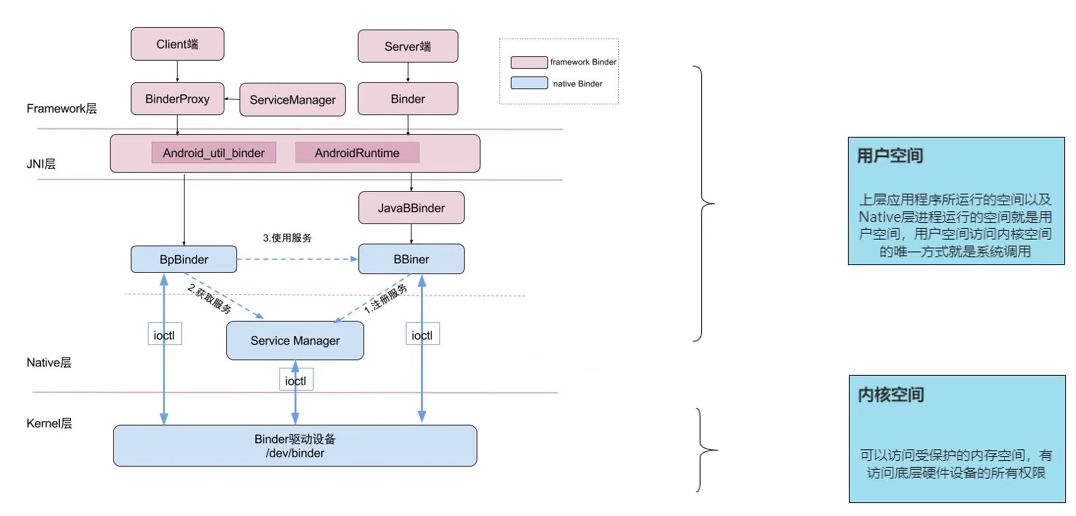 Client端
Server端
framework Binder
native Binder
BinderProxy
ServiceManager
Binder
Framework层
Android_util_binder
AndroidRuntime
JNI层
JavaBBinder
3.使用服务
BpBinder
BBiner
2.获取服务
1.注册服务
ioctl
Service Manager
ioctl
Native层
ioctl
Kernel层
Binder驱动设备
/dev/binder
用户空间
上层应用程序所运行的空间以及
Native层进程运行的空间就是用
户空间，用户空间访问内核空间
的唯一方式就是系统调用
内核空间
可以访问受保护的内存空间，有
访问底层硬件设备的所有权限